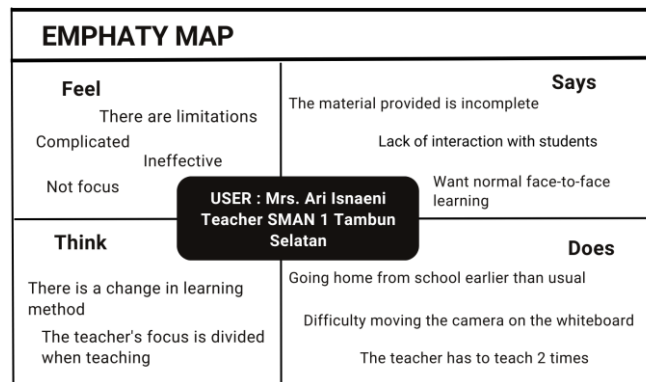 EMPHATY MAP
Feel
There are limitations
Complicated
Ineffective
Not focus
Says
The material provided is incomplete
Lack of interaction with students
Want normal face-to-face
learning
USER : Mrs. Ari Isnaeni
Teacher SMAN 1 Tambun
Selatan
Think
There is a change in learning
method
The teacher's focus is divided
when teaching
Does
Going home from school earlier than usual
Difficulty moving the camera on the whiteboard
The teacher has to teach 2 times